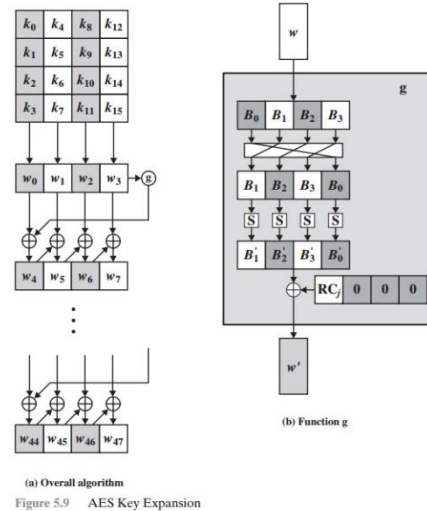 k0 k4 k8 k12
k1 k5 k9 k13
k2 k6 k10 k14
k3 k7 k11 k15
w0 w1 w2 w3 g
w4 w5 w6 w7
w44 w45 w46 w47
(a) Overall algorithm
w
g
B0 B1 B2 B3
B1 B2 B3 B0
S S S S
B′1 B′2 B′3 B′0
RCj 0 0 0
w′
(b) Function g
Figure 5.9 AES Key Expansion